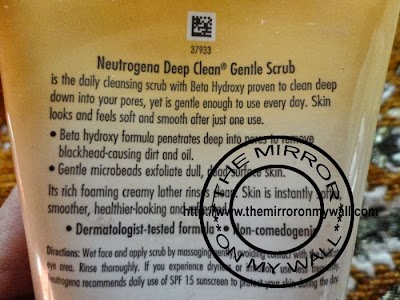 37933
Neutrogena Deep Clean® Gentle Scrub
is the daily cleansing scrub with Beta Hydroxy proven to clean deep
down into your pores, yet is gentle enough to use every day. Skin
looks and feels soft and smooth after just one use.
• Beta hydroxy formula penetrates deep into pores to remove
blackhead-causing dirt and oil.
• Gentle microbeads exfoliate dull, dead surface skin.
Its rich foaming creamy lather rinses clean. Skin is instantly
smoother, healthier-looking and
• Dermatologist-tested formula • Non-comedogenic
Directions: Wet face and apply scrub by massaging gently, avoiding contact with the
eye area. Rinse thoroughly. If you experience dryness or use less frequently.
neutrogena recommends daily use of SPF 15 sunscreen to protect your skin during the day.
THE MIRROR
http://www.themirroronmywall.com
ON MY WALL